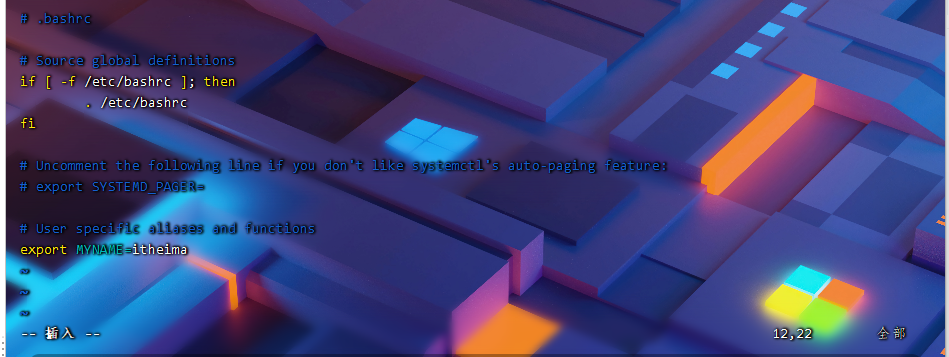 # .bashrc
# Source global definitions
if [ -f /etc/bashrc ]; then
        . /etc/bashrc
fi
# Uncomment the following line if you don't like systemctl's auto-paging feature:
# export SYSTEMD_PAGER=
# User specific aliases and functions
export MYNAME=itheima
~
~
~
-- 插入 -- 12,22 全部